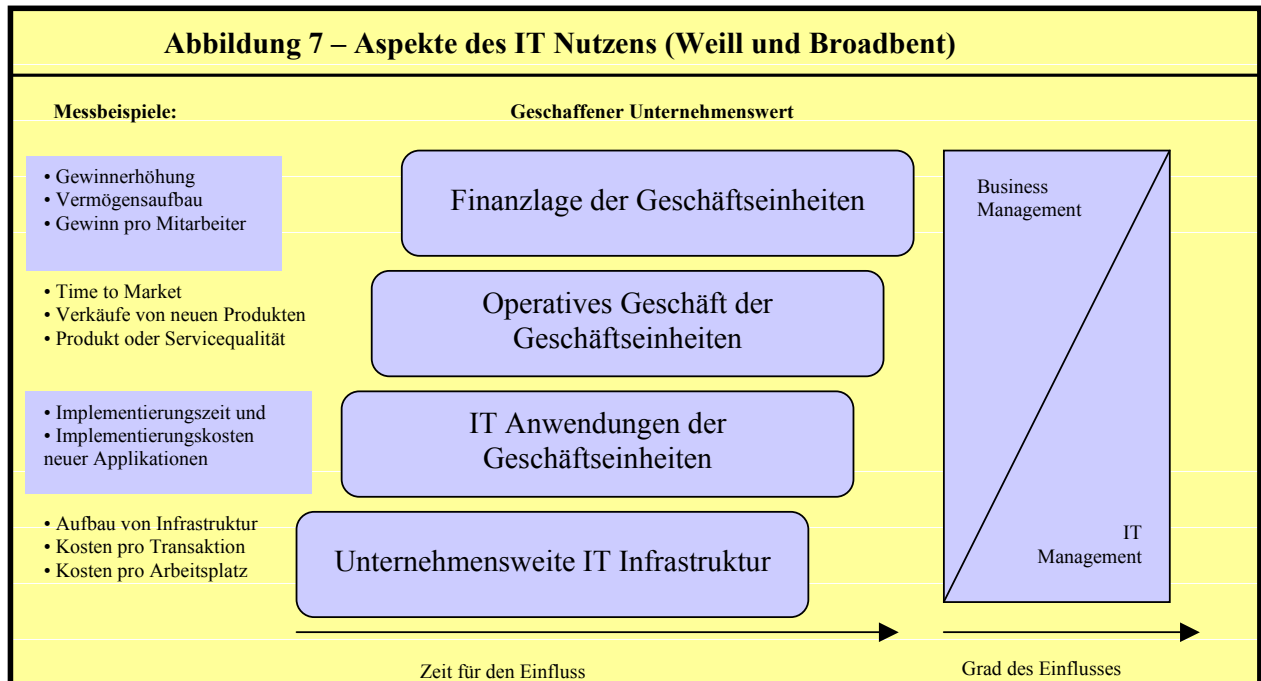 Abbildung 7 – Aspekte des IT Nutzens (Weill und Broadbent)
Messbeispiele:
Geschaffener Unternehmenswert
• Gewinnerhöhung
• Vermögensaufbau
• Gewinn pro Mitarbeiter
Finanzlage der Geschäftseinheiten
Business
Management
• Time to Market
• Verkäufe von neuen Produkten
• Produkt oder Servicequalität
Operatives Geschäft der
Geschäftseinheiten
• Implementierungszeit und
• Implementierungskosten
neuer Applikationen
IT Anwendungen der
Geschäftseinheiten
• Aufbau von Infrastruktur
• Kosten pro Transaktion
• Kosten pro Arbeitsplatz
Unternehmensweite IT Infrastruktur
IT
Management
Zeit für den Einfluss
Grad des Einflusses